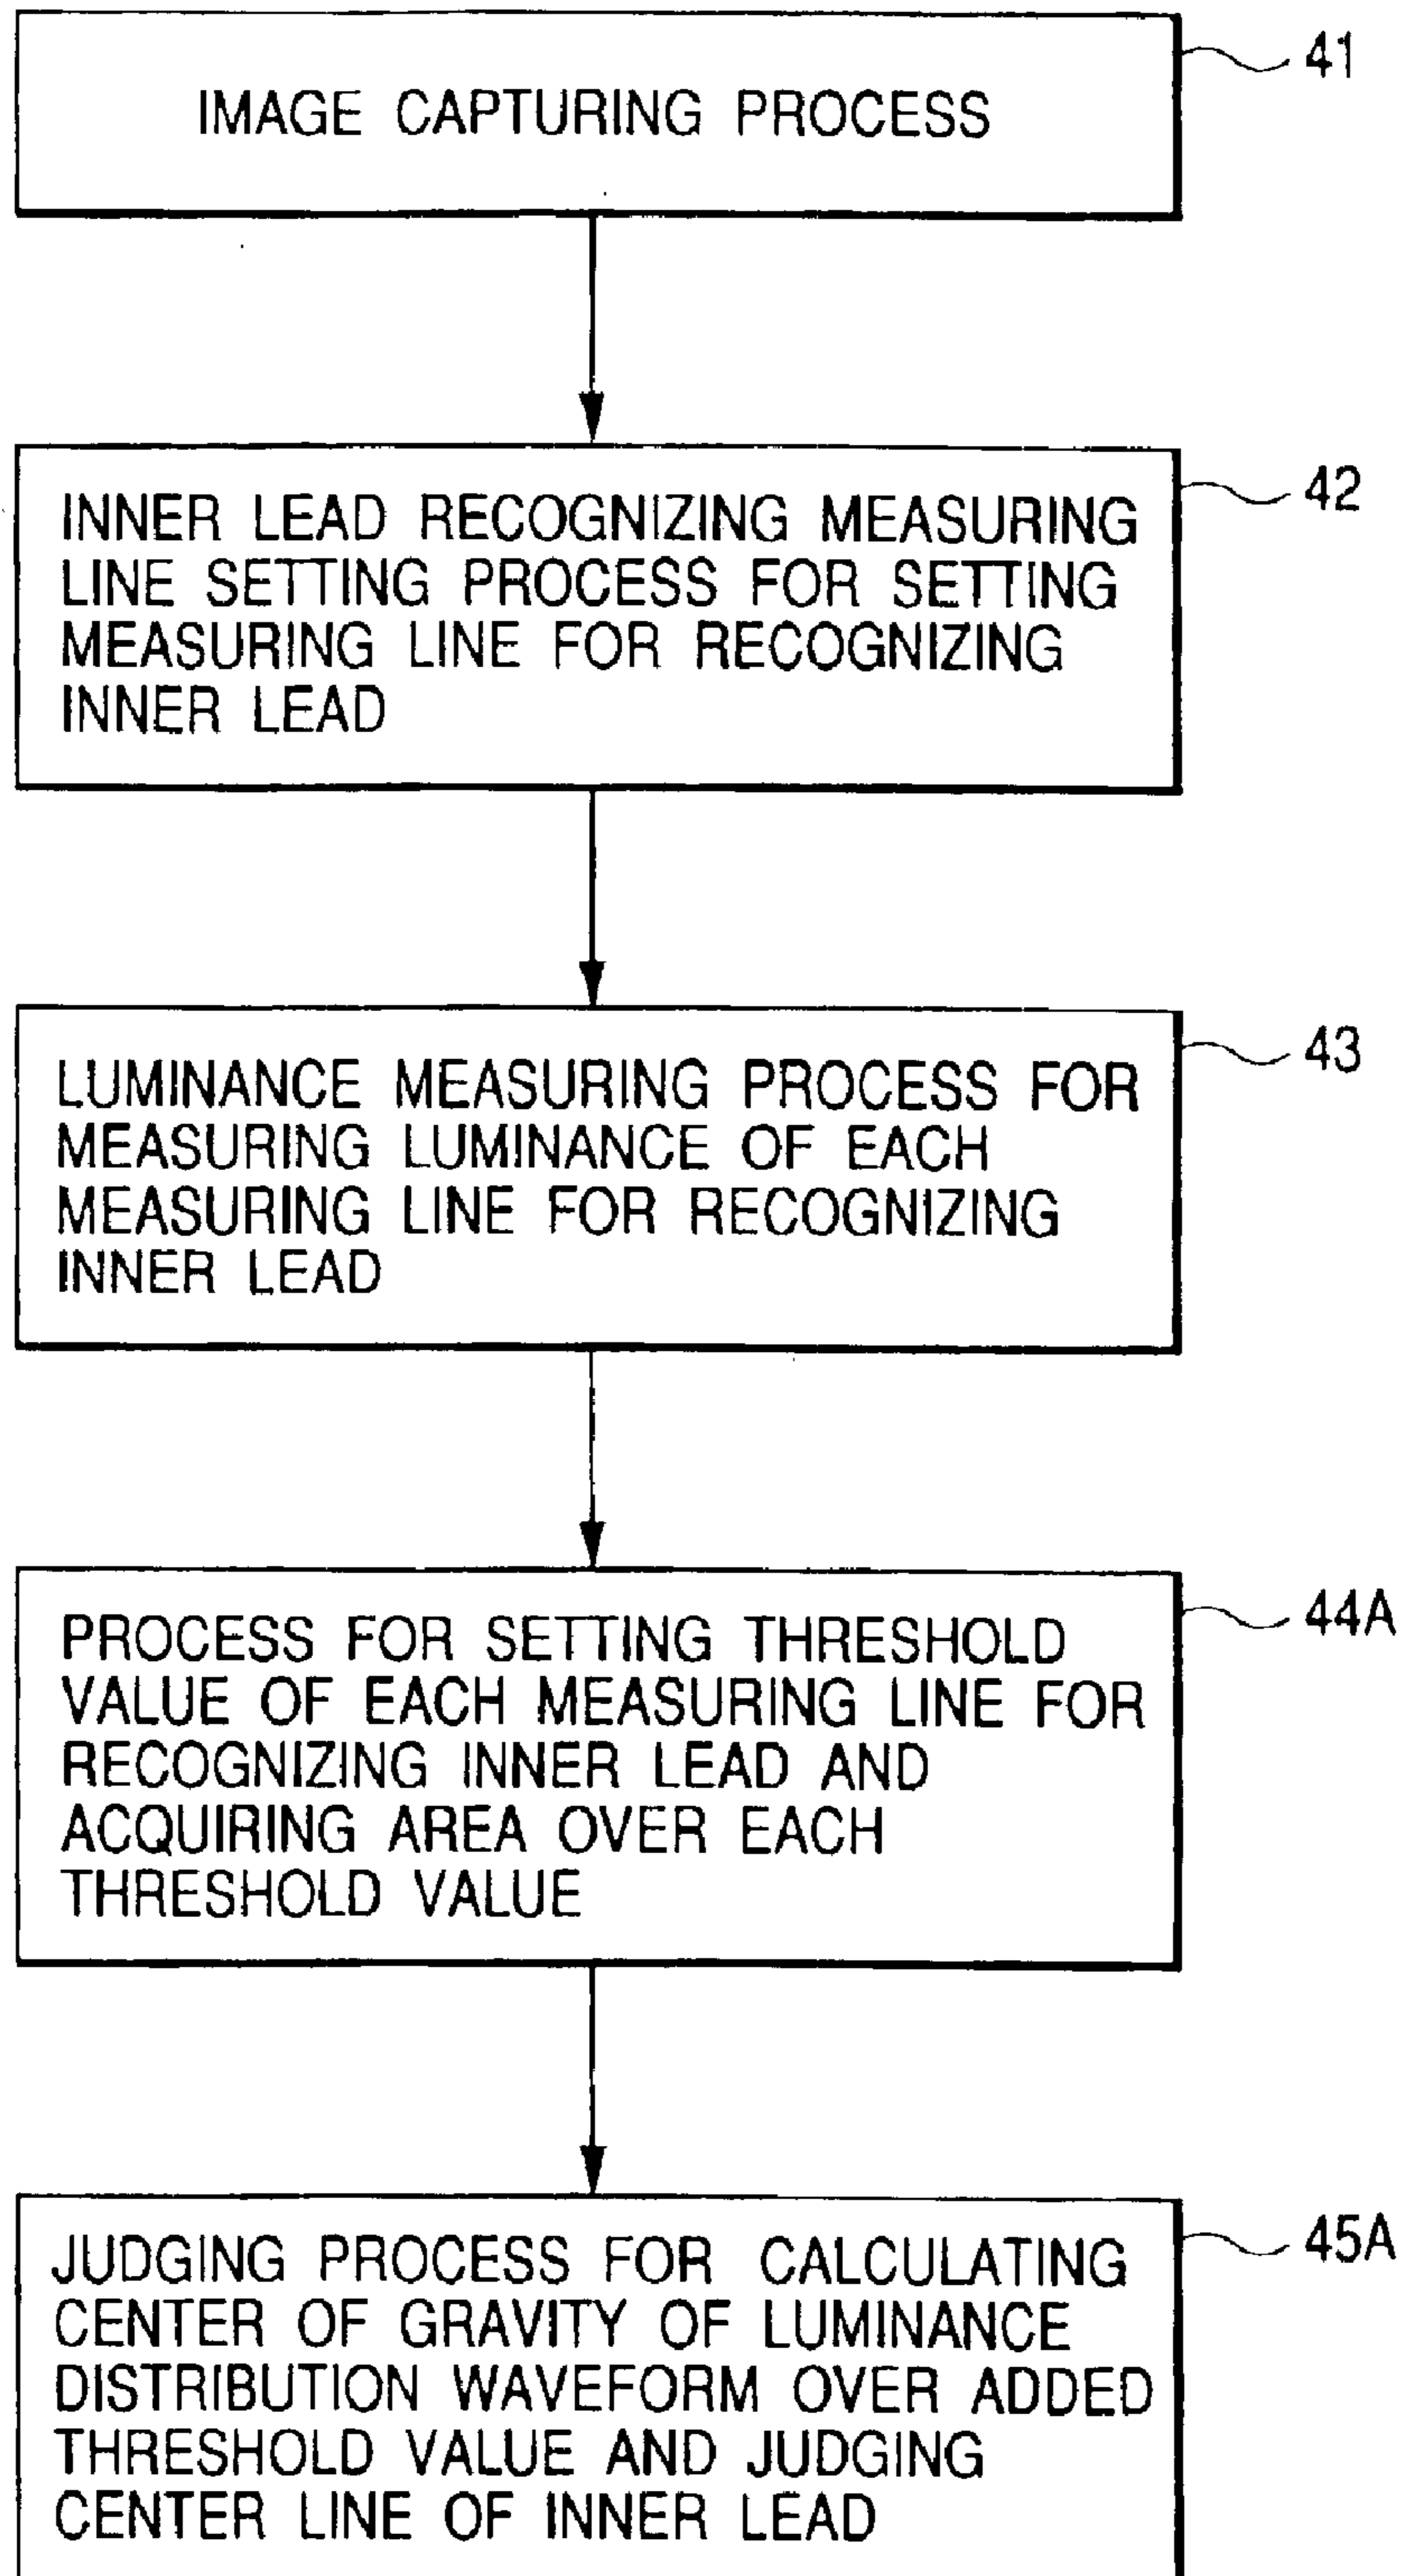 IMAGE CAPTURING PROCESS
41
INNER LEAD RECOGNIZING MEASURING
LINE SETTING PROCESS FOR SETTING
MEASURING LINE FOR RECOGNIZING
INNER LEAD
42
LUMINANCE MEASURING PROCESS FOR
MEASURING LUMINANCE OF EACH
MEASURING LINE FOR RECOGNIZING
INNER LEAD
43
PROCESS FOR SETTING THRESHOLD
VALUE OF EACH MEASURING LINE FOR
RECOGNIZING INNER LEAD AND
ACQUIRING AREA OVER EACH
THRESHOLD VALUE
44A
JUDGING PROCESS FOR CALCULATING
CENTER OF GRAVITY OF LUMINANCE
DISTRIBUTION WAVEFORM OVER ADDED
THRESHOLD VALUE AND JUDGING
CENTER LINE OF INNER LEAD
45A